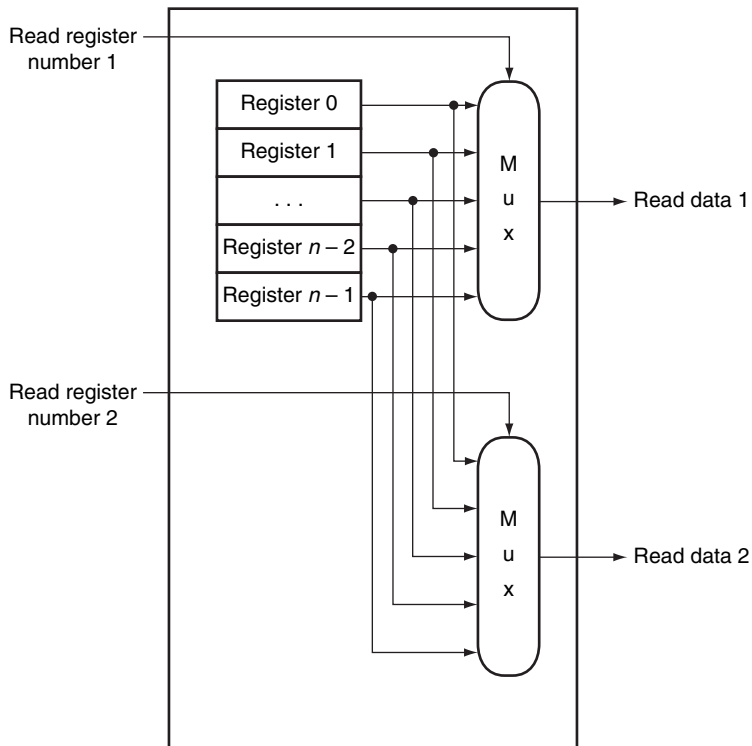 Read register
number 1
Register 0
Register 1
. . .
Register n – 2
Register n – 1
M
u
x
Read data 1
Read register
number 2
M
u
x
Read data 2